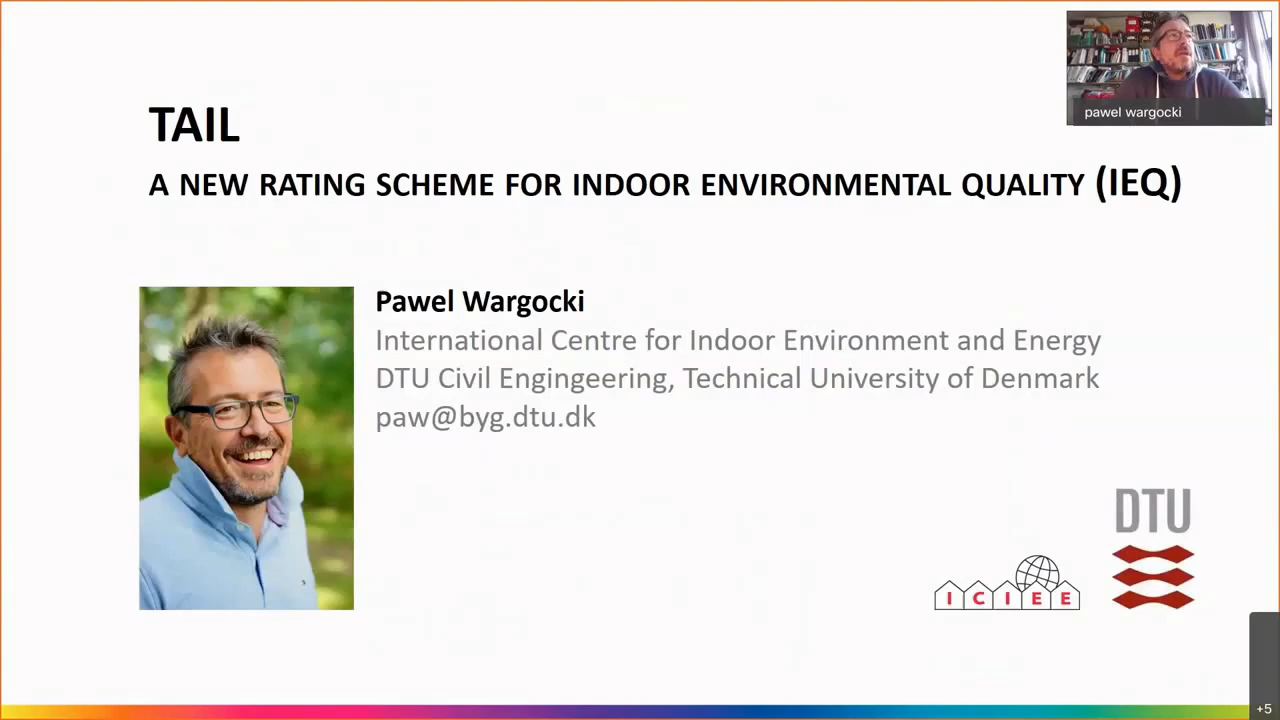 pawel wargocki
TAIL
A NEW RATING SCHEME FOR INDOOR ENVIRONMENTAL QUALITY (IEQ)
Pawel Wargocki
International Centre for Indoor Environment and Energy
DTU Civil Engingeering, Technical University of Denmark
paw@byg.dtu.dk
DTU
ICIEE
+5